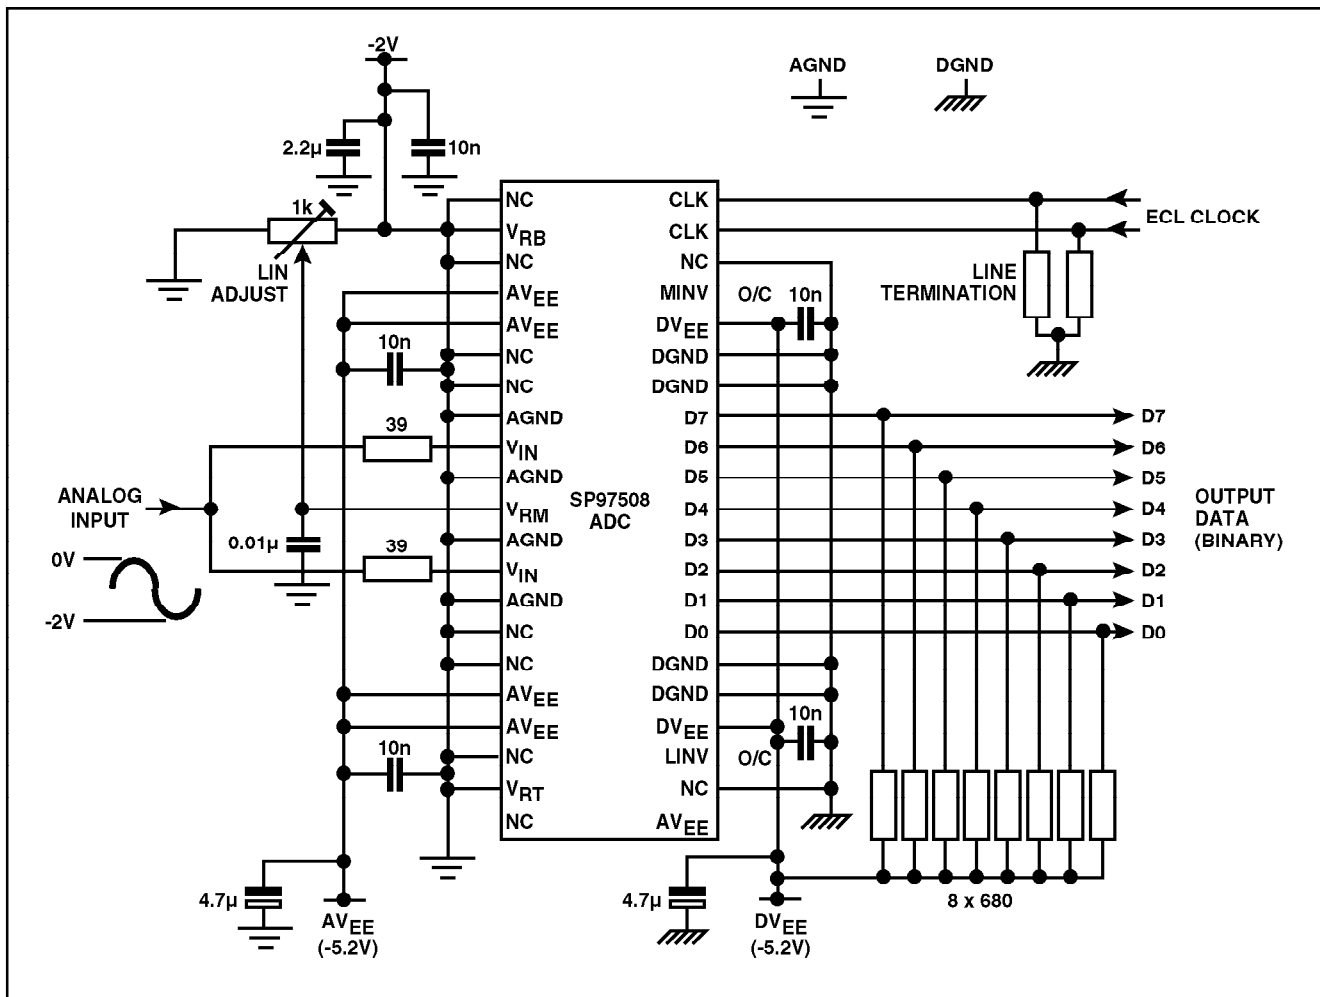 -2V
AGND
DGND
2.2µ
10n
1k
LIN
ADJUST
NC
VRB
NC
AVEE
AVEE
NC
NC
AGND
VIN
AGND
VRM
AGND
VIN
AGND
NC
NC
AVEE
AVEE
NC
VRT
NC
SP97508
ADC
CLK
CLK
NC
MINV
DVEE
DGND
DGND
D7
D6
D5
D4
D3
D2
D1
D0
DGND
DGND
DVEE
LINV
NC
AVEE
ECL CLOCK
LINE
TERMINATION
O/C
10n
10n
39
ANALOG
INPUT
0.01µ
39
0V
-2V
D7
D6
D5
D4
D3
D2
D1
D0
OUTPUT
DATA
(BINARY)
10n
O/C
10n
4.7µ
AVEE
(-5.2V)
4.7µ
DVEE
(-5.2V)
8 x 680